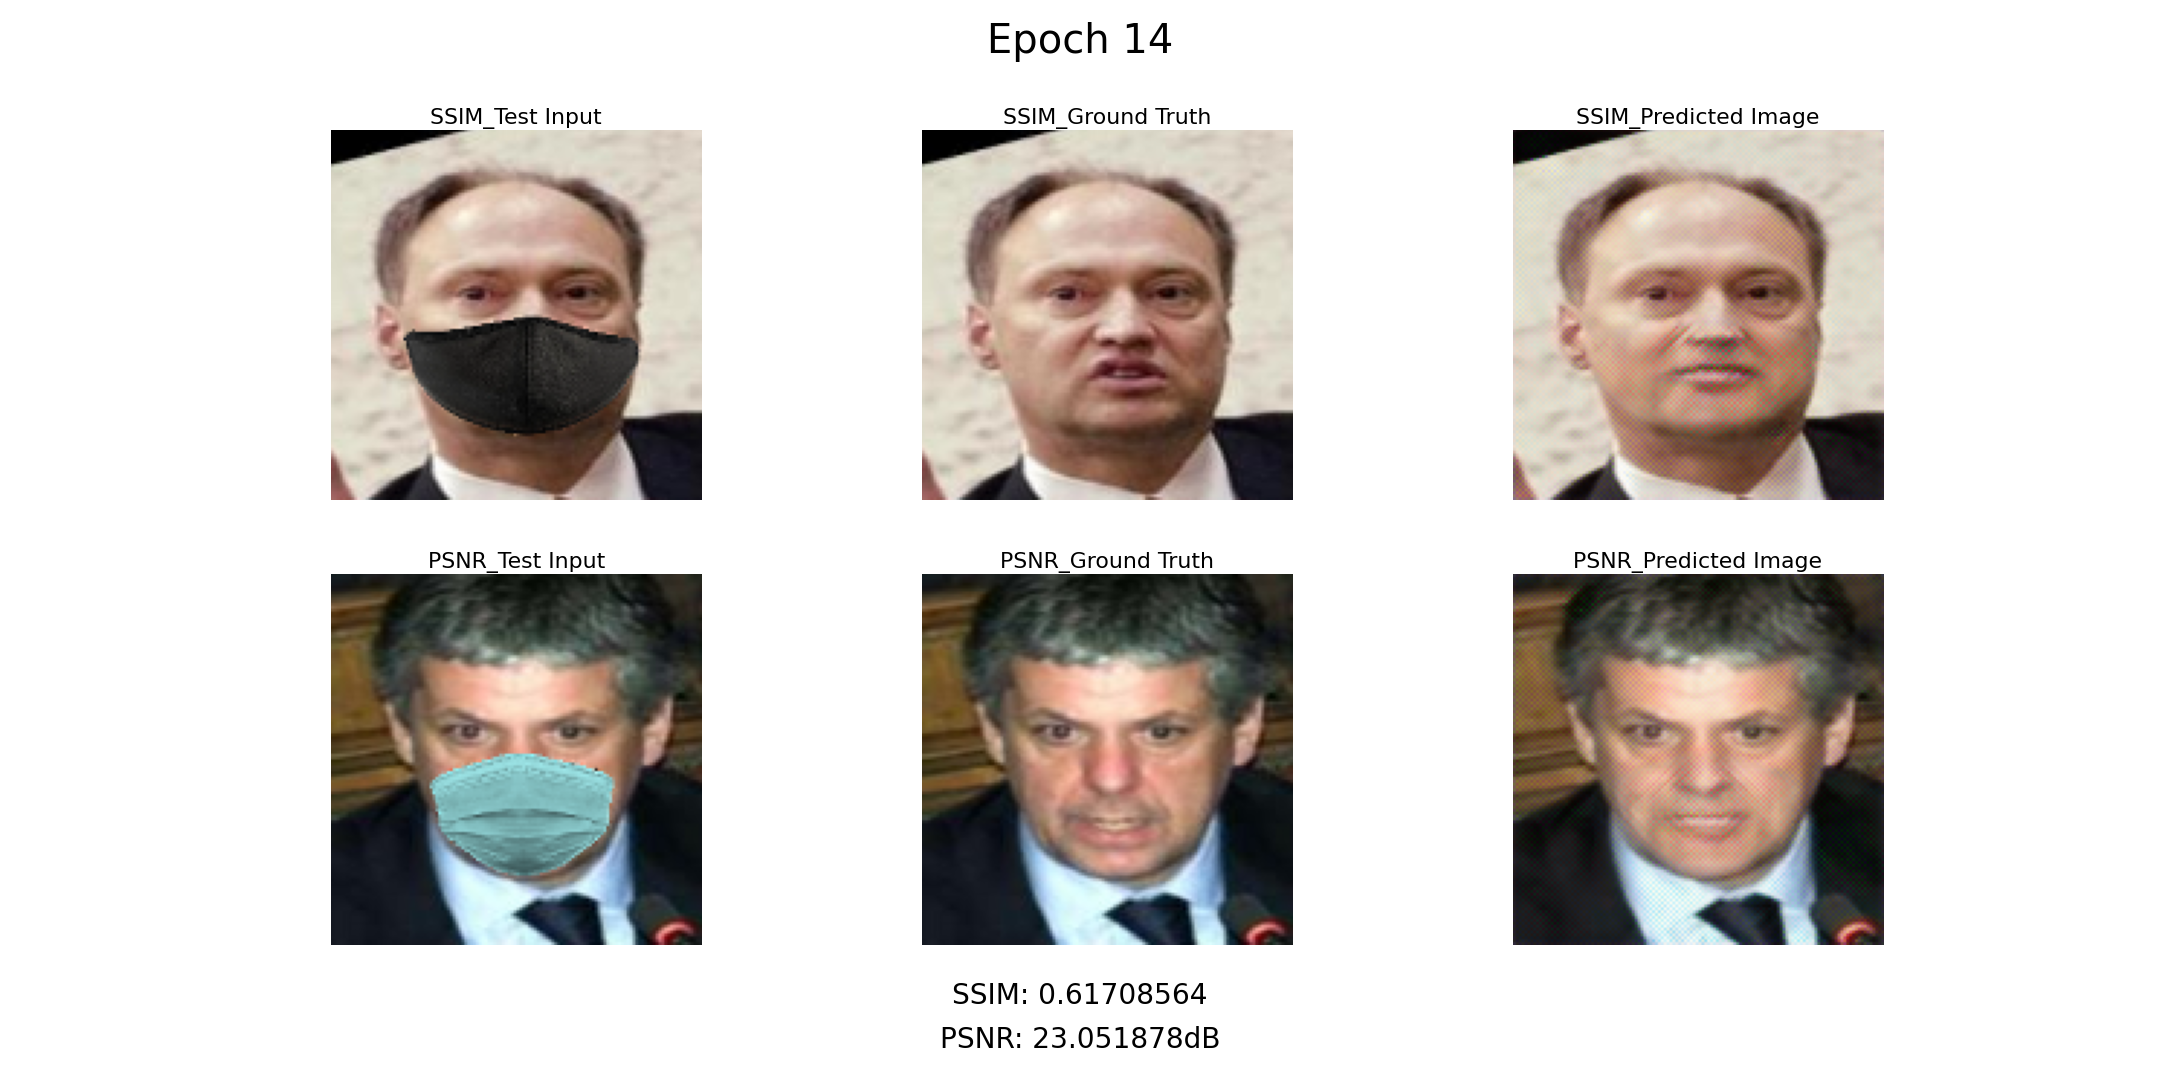 Epoch 14
SSIM_Test Input
SSIM_Ground Truth
SSIM_Predicted Image
PSNR_Test Input
PSNR_Ground Truth
PSNR_Predicted Image
SSIM: 0.61708564
PSNR: 23.051878dB